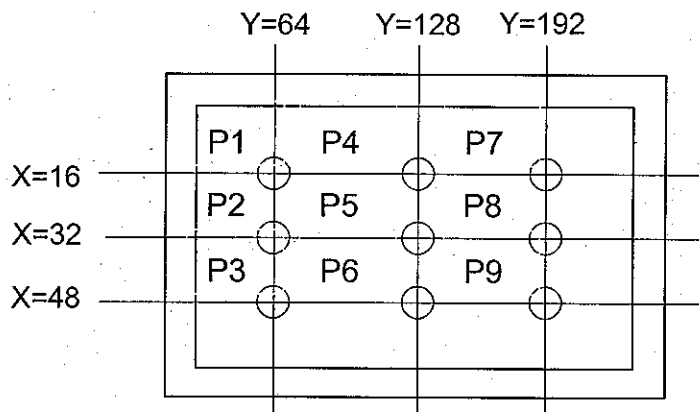 Y=64 Y=128 Y=192
P1 P4 P7
X=16
P2 P5 P8
X=32
P3 P6 P9
X=48